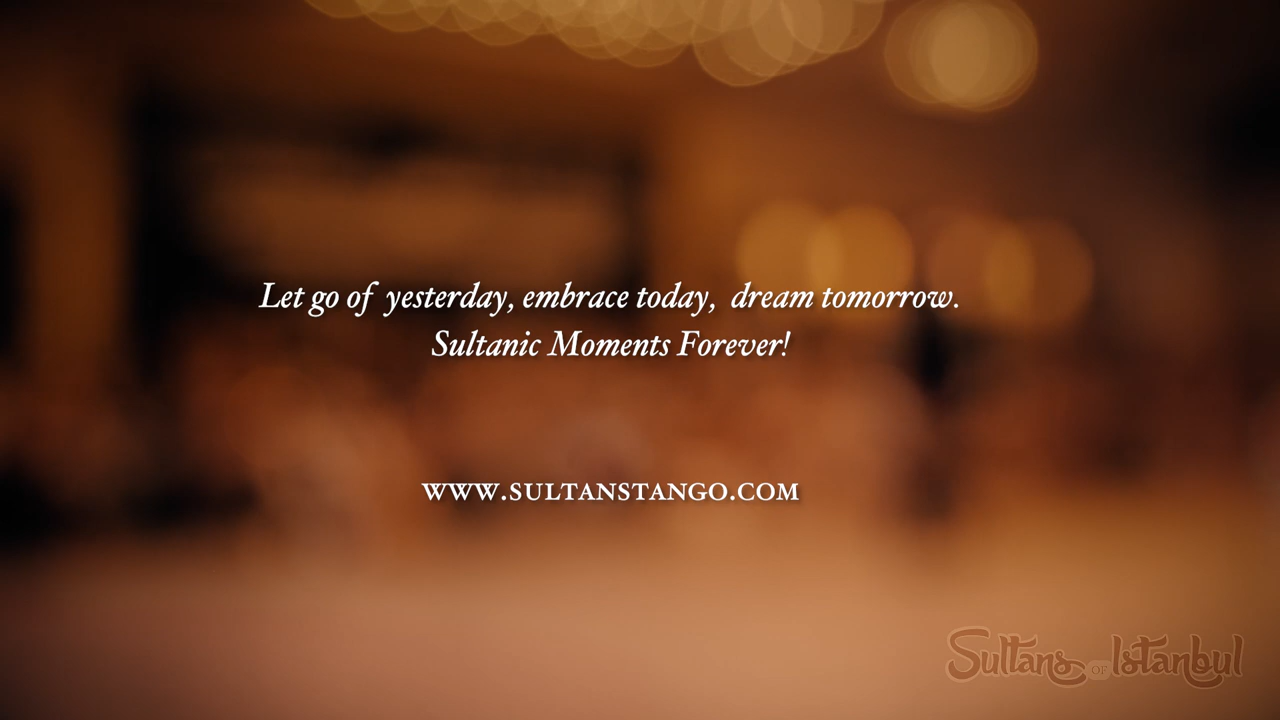 Let go of yesterday, embrace today, dream tomorrow.
Sultanic Moments Forever!
WWW.SULTANSTANGO.COM
Sultans OF Istanbul